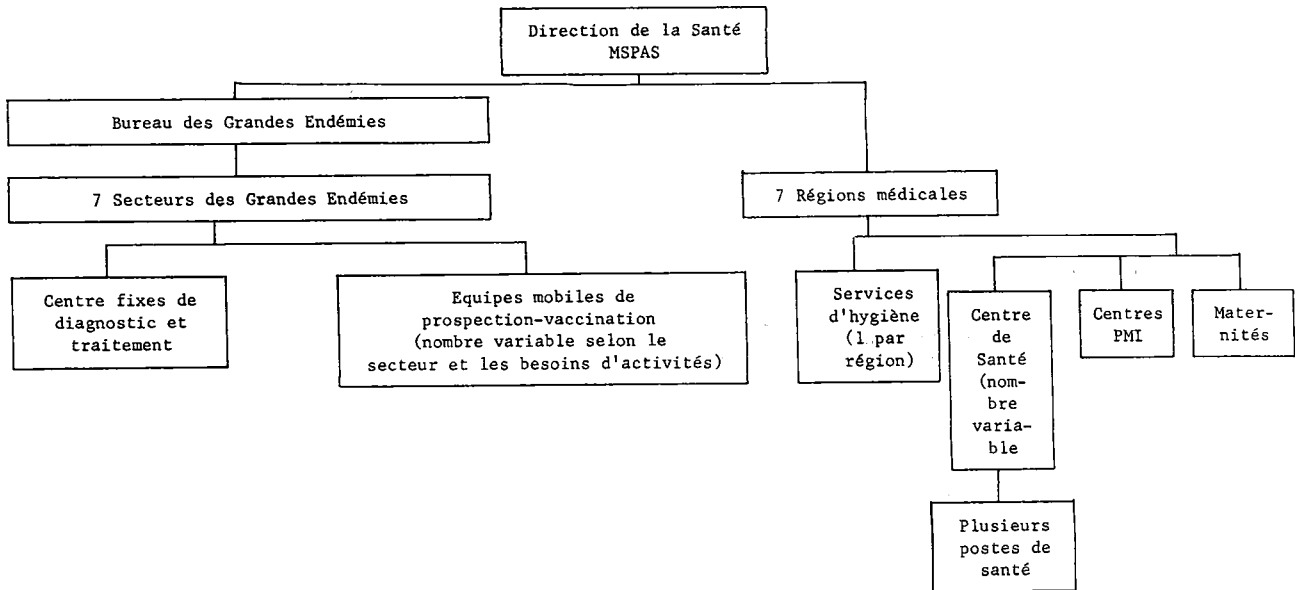 Direction de la Santé
MSPAS
Bureau des Grandes Endémies
7 Secteurs des Grandes Endémies
7 Régions médicales
Centre fixes de
diagnostic et
traitement
Equipes mobiles de
prospection-vaccination
(nombre variable selon le
secteur et les besoins d'activités)
Services
d'hygiène
(1 par
région)
Centre
de
Santé
(nom-
bre
varia-
ble
Centres
PMI
Mater-
nités
Plusieurs
postes de
santé